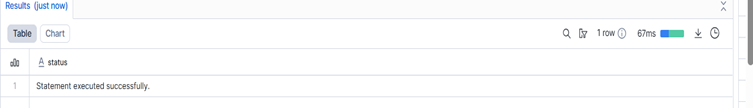 Results (just now)
Table Chart 1 row 67ms
A status
1 Statement executed successfully.